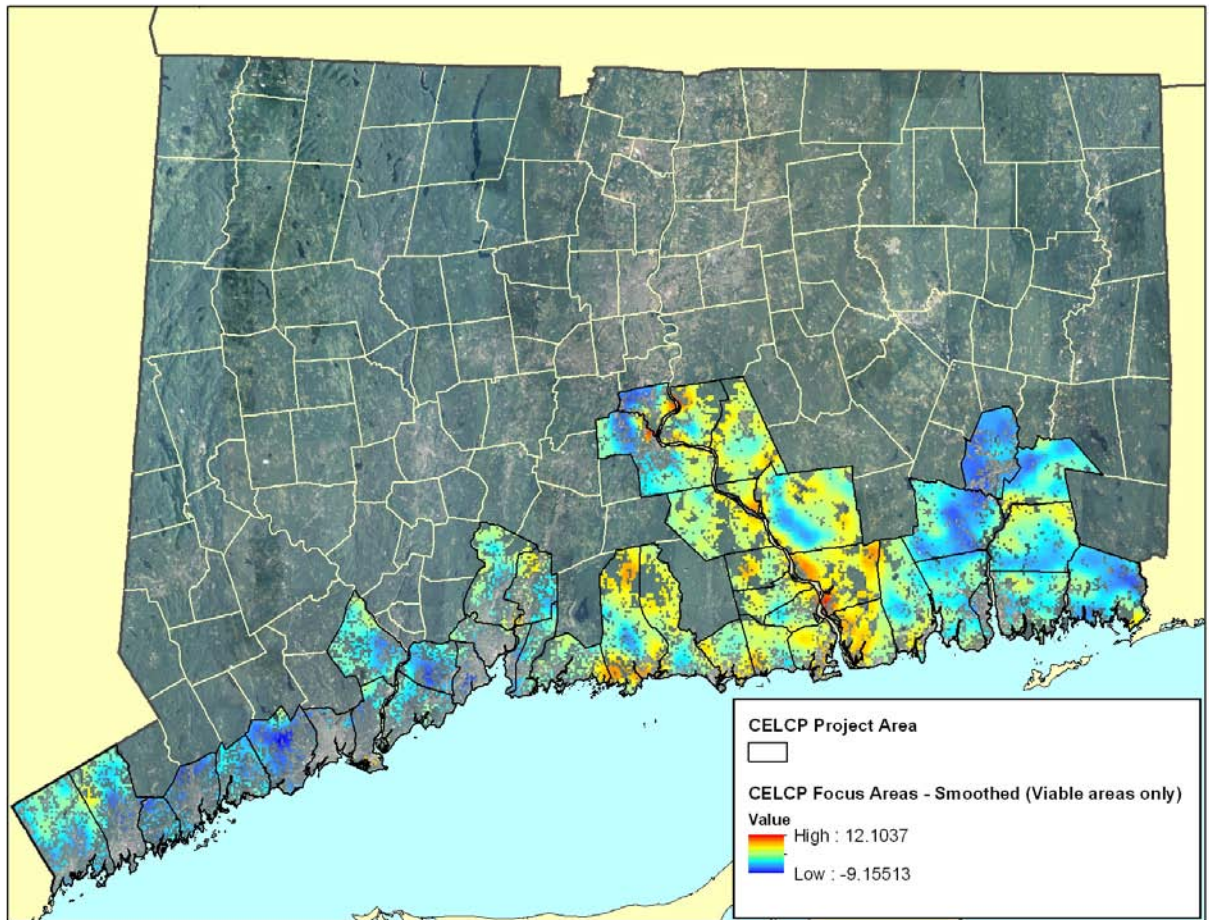 CELCP Project Area
CELCP Focus Areas - Smoothed (Viable areas only)
Value
High : 12.1037
Low : -9.15513